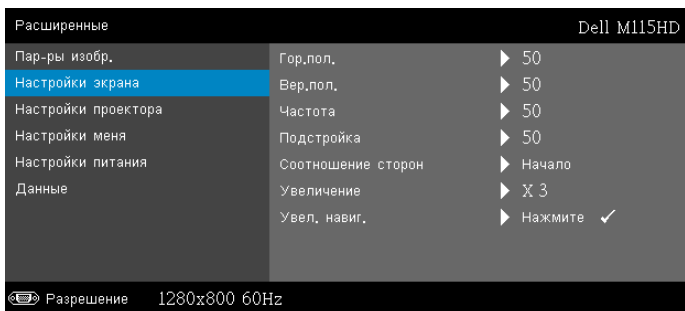 Расширенные Dell M115HD
Пар-ры изобр.
Настройки экрана
Настройки проектора
Настройки меня
Настройки питания
Данные
Гор.пол. 50
Вер.пол. 50
Частота 50
Подстройка 50
Соотношение сторон Начало
Увеличение X 3
Увел. навиг. Нажмите ✓
Разрешение 1280x800 60Hz